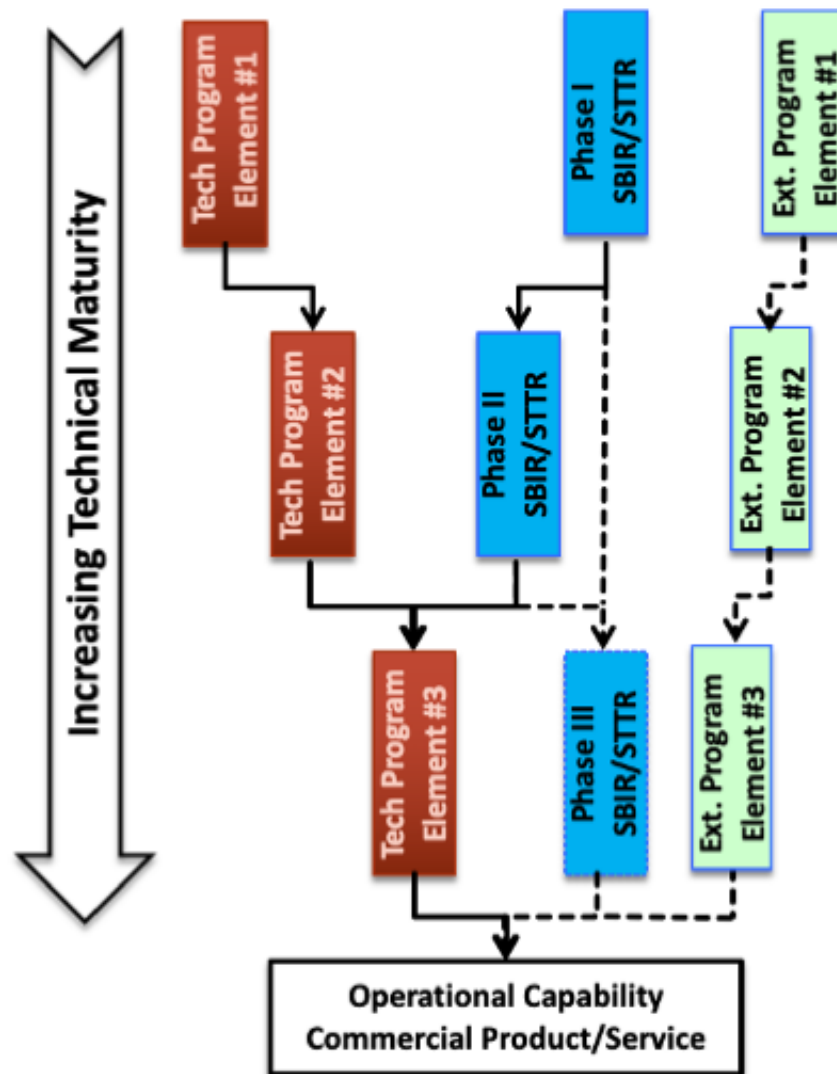 Increasing Technical Maturity
Tech Program
Element #1
Phase I
SBIR/STTR
Ext. Program
Element #1
Tech Program
Element #2
Phase II
SBIR/STTR
Ext. Program
Element #2
Tech Program
Element #3
Phase III
SBIR/STTR
Ext. Program
Element #3
Operational Capability
Commercial Product/Service